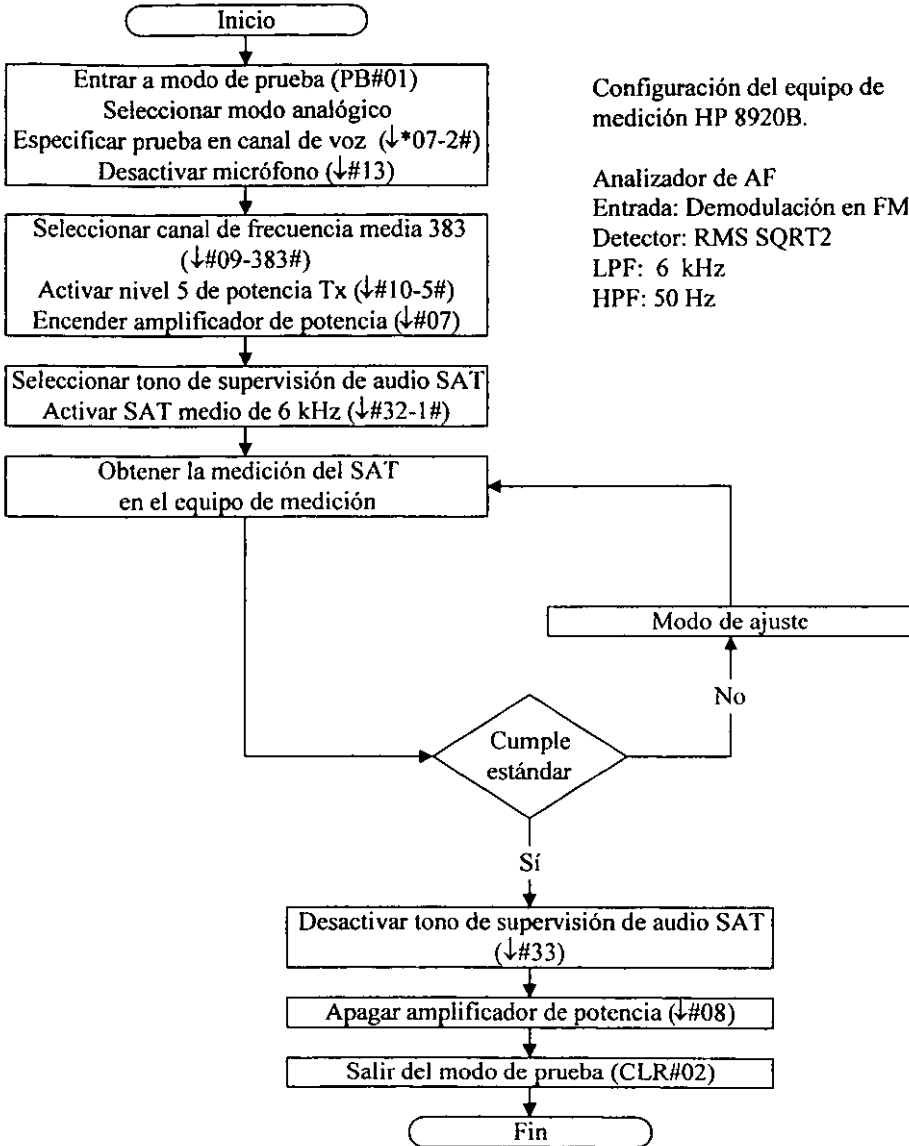 Inicio
Entrar a modo de prueba (PB#01)
Seleccionar modo analógico
Especificar prueba en canal de voz (↓*07-2#)
Desactivar micrófono (↓#13)
Configuración del equipo de
medición HP 8920B.
Analizador de AF
Entrada: Demodulación en FM
Detector: RMS SQRT2
LPF: 6 kHz
HPF: 50 Hz
Seleccionar canal de frecuencia media 383
(↓#09-383#)
Activar nivel 5 de potencia Tx (↓#10-5#)
Encender amplificador de potencia (↓#07)
Seleccionar tono de supervisión de audio SAT
Activar SAT medio de 6 kHz (↓#32-1#)
Obtener la medición del SAT
en el equipo de medición
Modo de ajuste
No
Cumple
estándar
Sí
Desactivar tono de supervisión de audio SAT
(↓#33)
Apagar amplificador de potencia (↓#08)
Salir del modo de prueba (CLR#02)
Fin